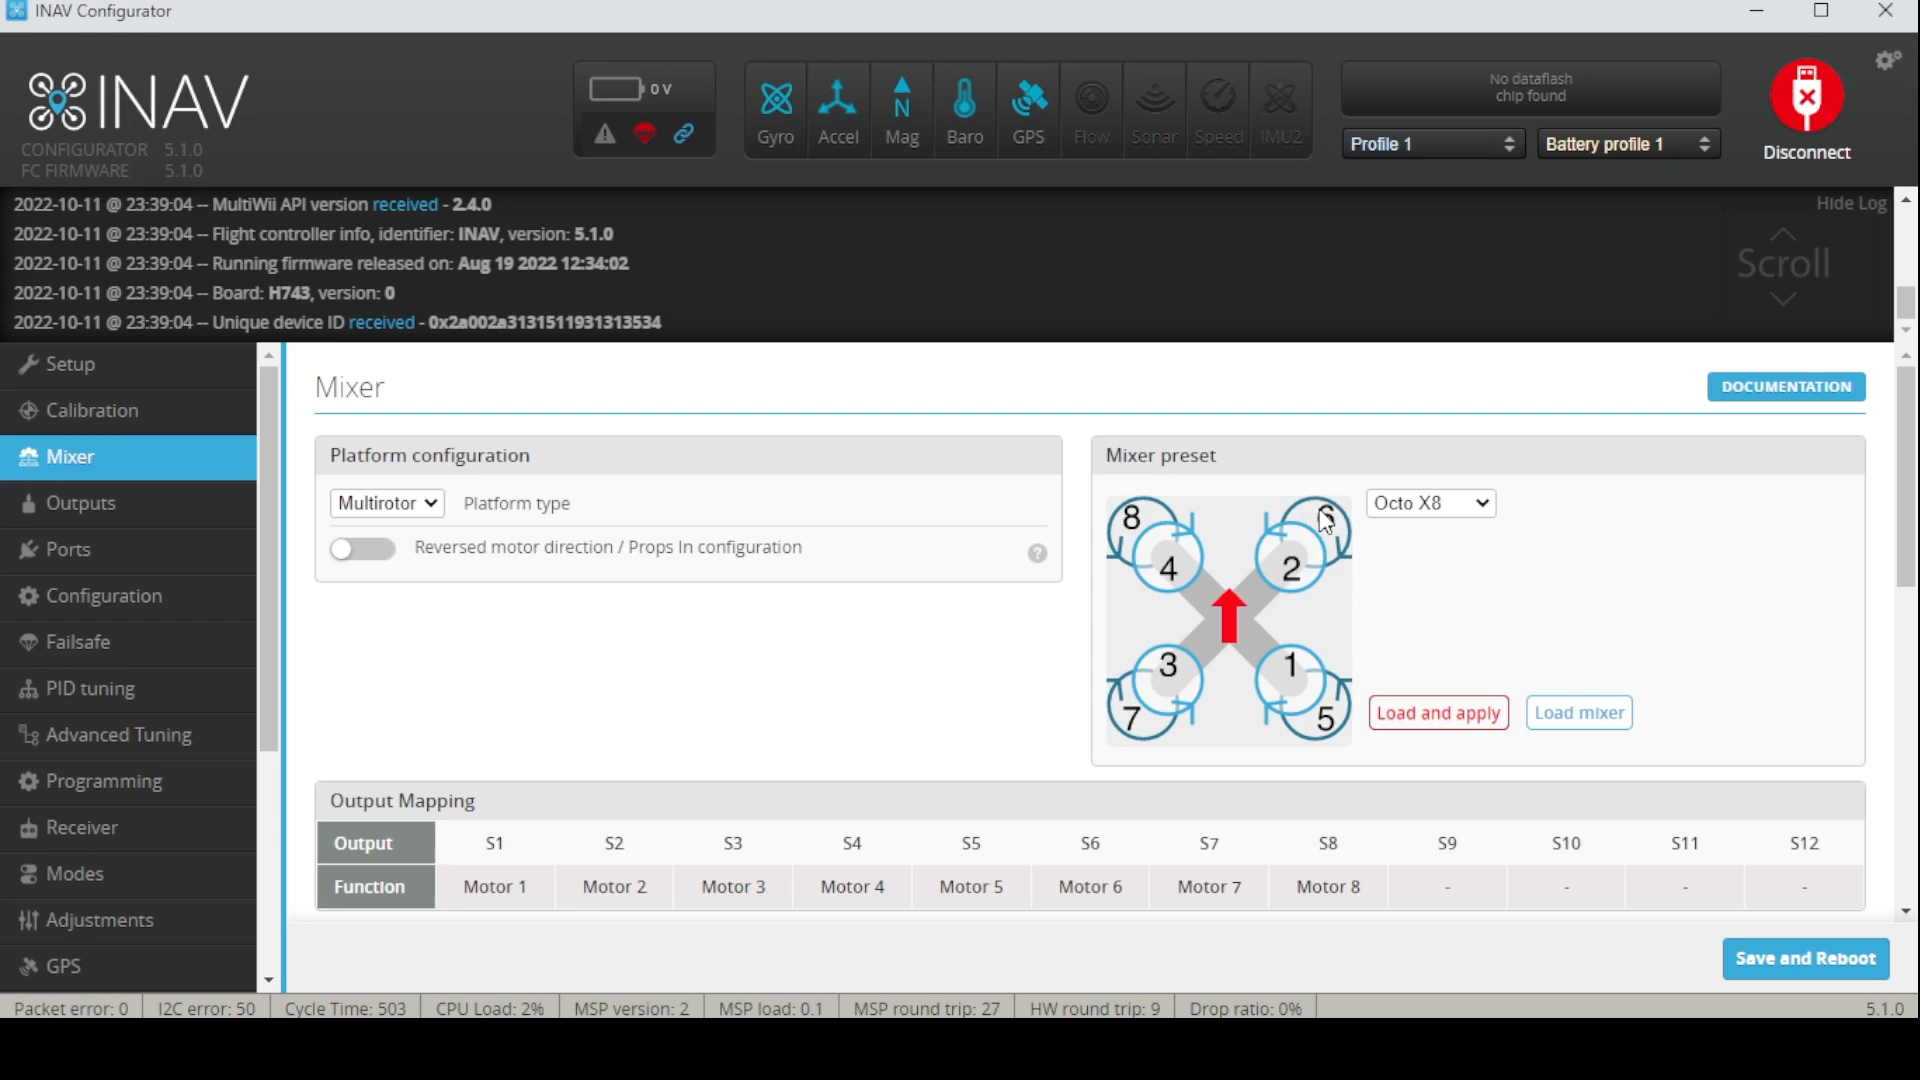 INAV Configurator
INAV
CONFIGURATOR 5.1.0
FC FIRMWARE 5.1.0
0 V
Gyro Accel Mag Baro GPS Flow Sonar Speed IMU2
N
No dataflash
chip found
Profile 1
Battery profile 1
Disconnect
2022-10-11 @ 23:39:04 -- MultiWii API version received - 2.4.0
2022-10-11 @ 23:39:04 -- Flight controller info, identifier: INAV, version: 5.1.0
2022-10-11 @ 23:39:04 -- Running firmware released on: Aug 19 2022 12:34:02
2022-10-11 @ 23:39:04 -- Board: H743, version: 0
2022-10-11 @ 23:39:04 -- Unique device ID received - 0x2a002a3131511931313534
Hide Log
Scroll
Setup
Calibration
Mixer
Outputs
Ports
Configuration
Failsafe
PID tuning
Advanced Tuning
Programming
Receiver
Modes
Adjustments
GPS
Mixer
DOCUMENTATION
Platform configuration
Multirotor Platform type
Reversed motor direction / Props In configuration
?
Mixer preset
Octo X8
8 6
4 2
3 1
7 5
Load and apply
Load mixer
Output Mapping
Output S1 S2 S3 S4 S5 S6 S7 S8 S9 S10 S11 S12
Function Motor 1 Motor 2 Motor 3 Motor 4 Motor 5 Motor 6 Motor 7 Motor 8 - - - -
Save and Reboot
Packet error: 0 I2C error: 50 Cycle Time: 503 CPU Load: 2% MSP version: 2 MSP load: 0.1 MSP round trip: 27 HW round trip: 9 Drop ratio: 0% 5.1.0